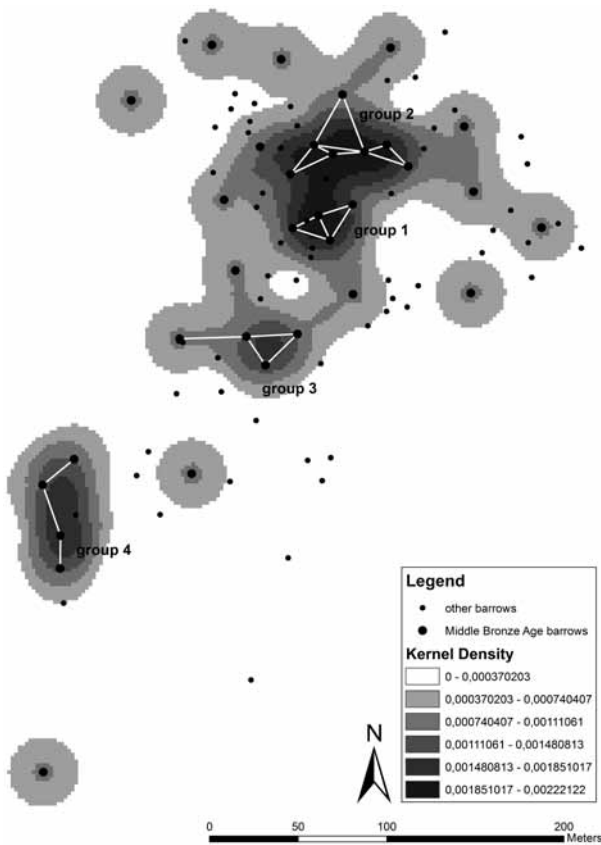 group 2
group 1
group 3
group 4
Legend
other barrows
Middle Bronze Age barrows
Kernel Density
0 - 0,000370203
0,000370203 - 0,000740407
0,000740407 - 0,00111061
0,00111061 - 0,001480813
0,001480813 - 0,001851017
0,001851017 - 0,00222122
N
0 50 100 200
Meters